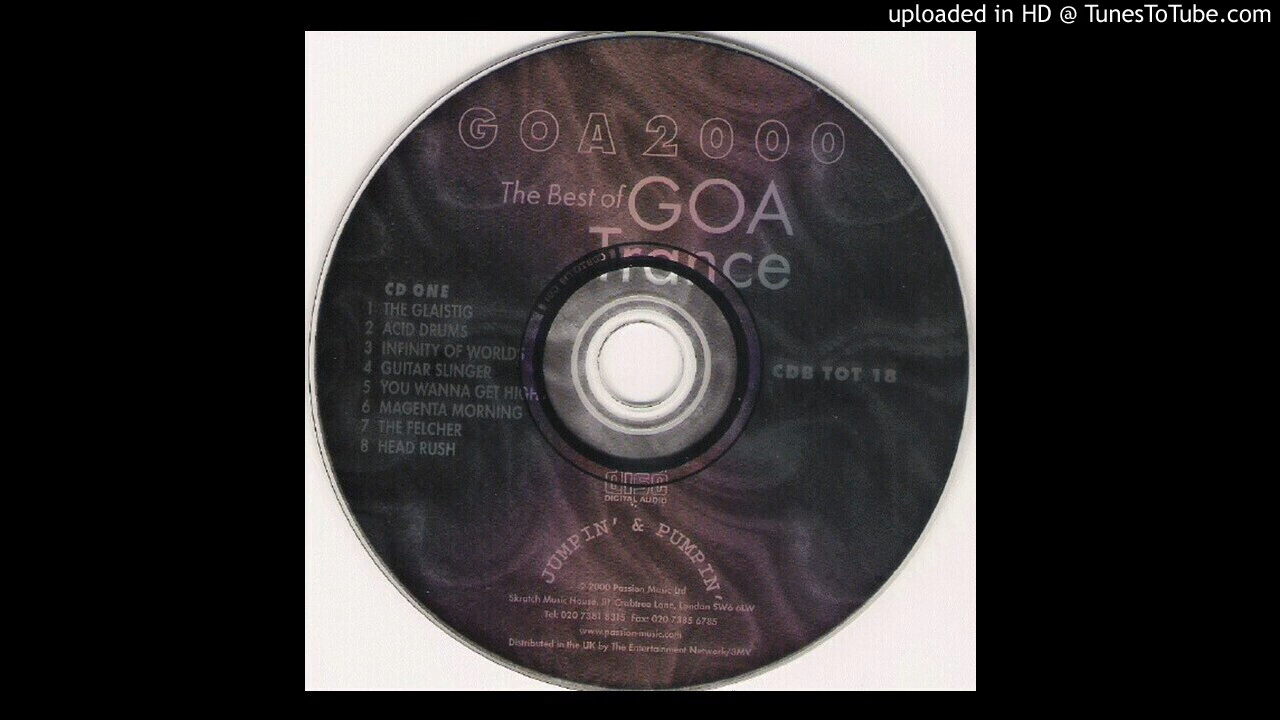 uploaded in HD @ TunesToTube.com
GOA 2000
The Best of GOA
Trance
CD ONE
1 THE GLAISTIG
2 ACID DRUMS
3 INFINITY OF WORLDS
4 GUITAR SLINGER
5 YOU WANNA GET HIGH
6 MAGENTA MORNING
7 THE FELCHER
8 HEAD RUSH
CDB TOT 18
DISC
DIGITAL AUDIO
JUMPIN' & PUMPIN'
© 2000 Passion Music Ltd
Skratch Music House, 81 Crabtree Lane, London SW6 6LW
Tel: 020 7381 8315 Fax: 020 7385 6785
www.passion-music.com
Distributed in the UK by The Entertainment Network/3MV